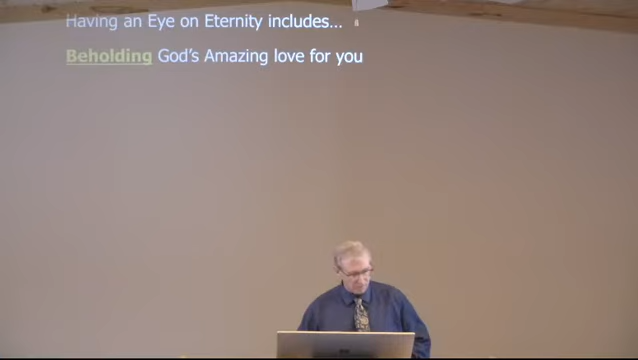 Having an Eye on Eternity includes...
Beholding God's Amazing love for you